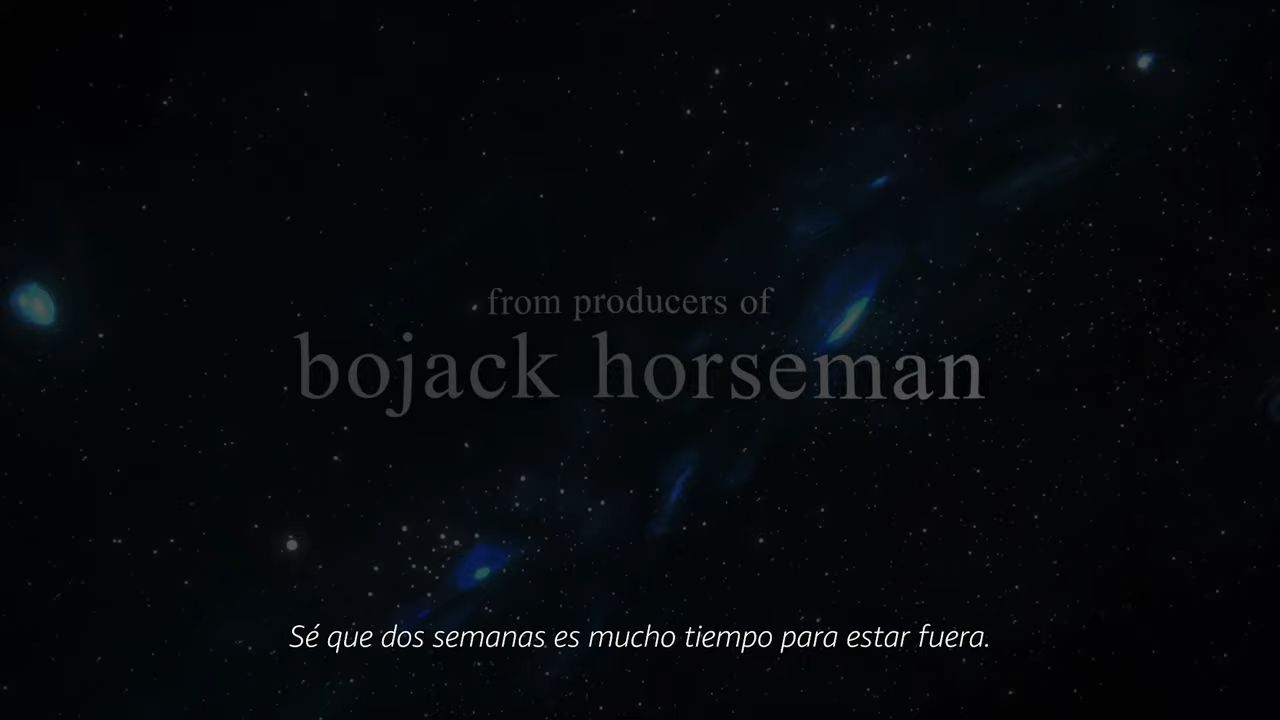 from producers of
bojack horseman
Sé que dos semanas es mucho tiempo para estar fuera.